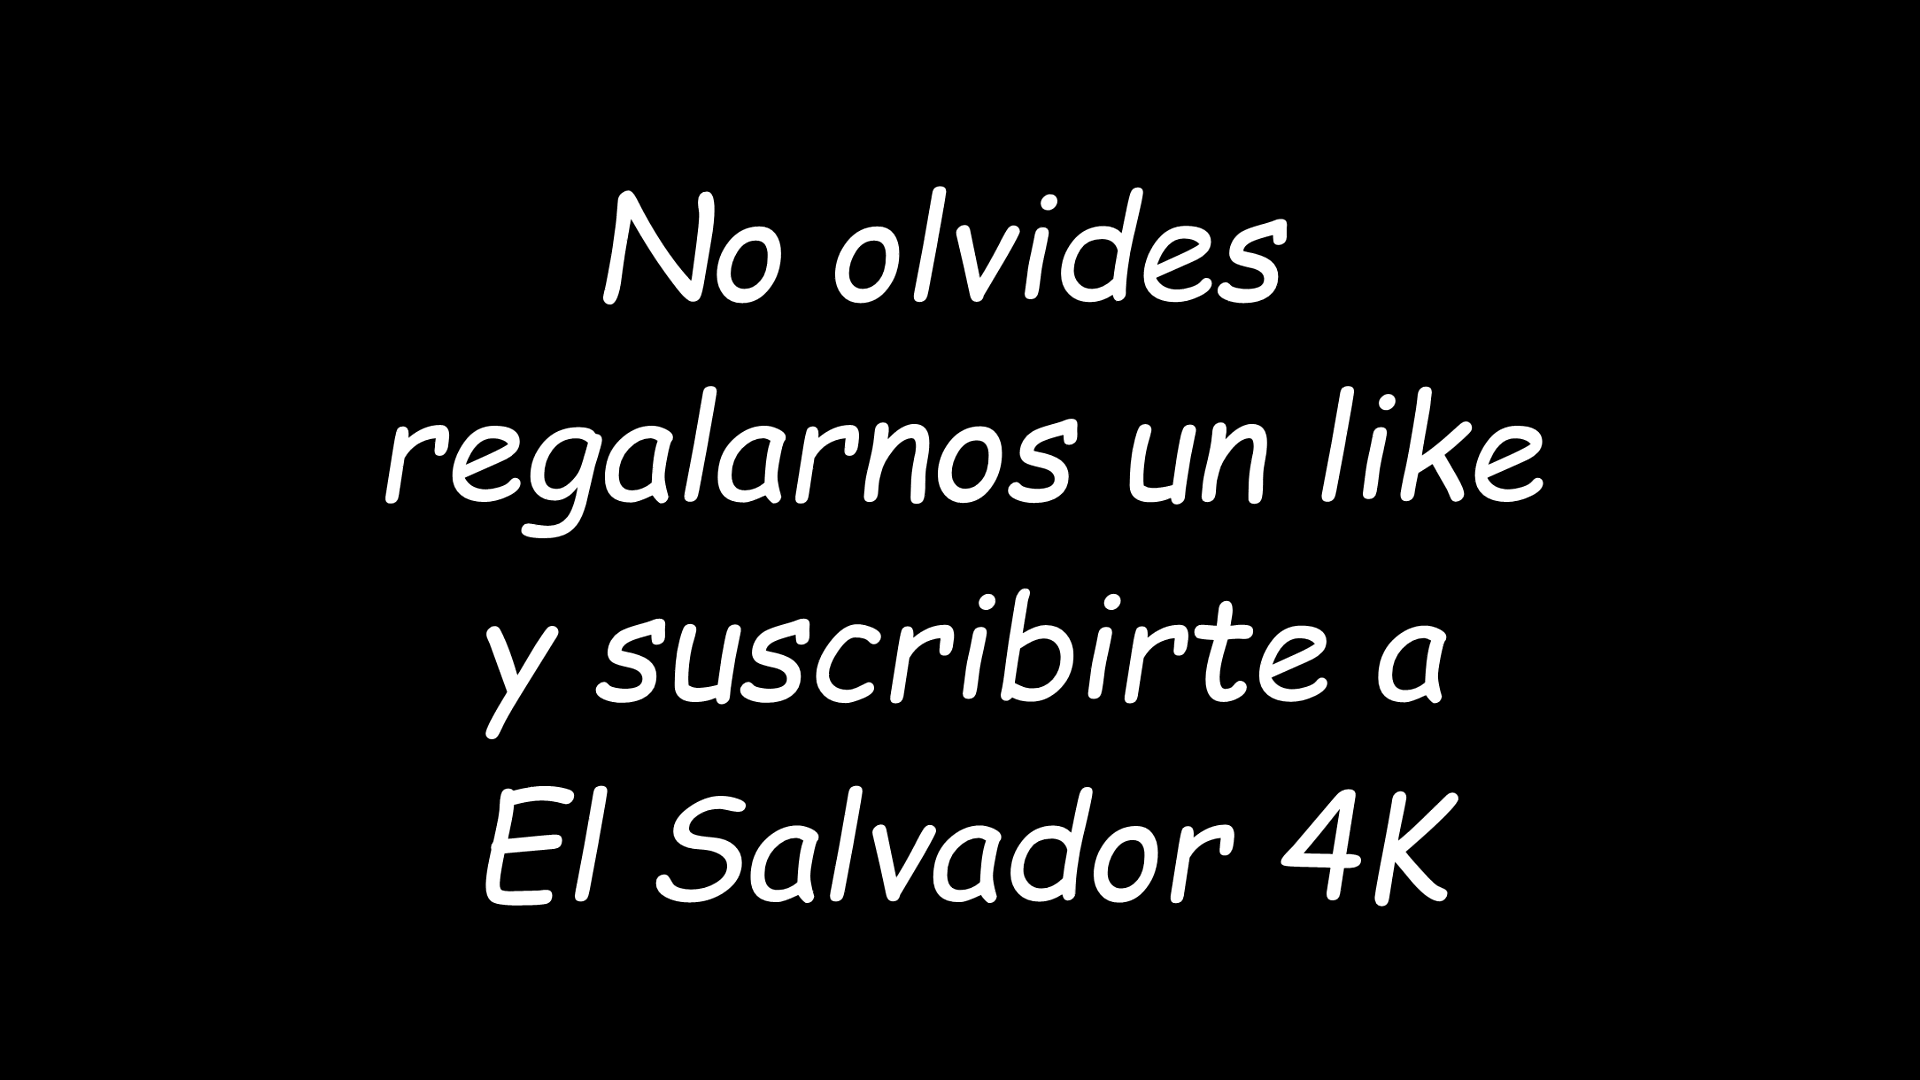 No olvides
regalarnos un like
y suscribirte a
El Salvador 4K